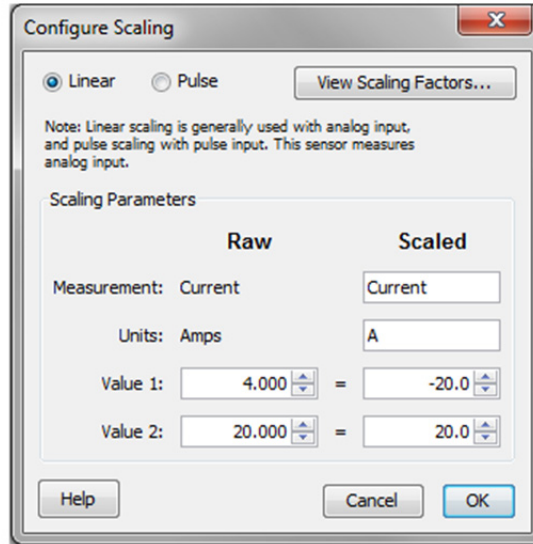 Configure Scaling
Linear Pulse View Scaling Factors...
Note: Linear scaling is generally used with analog input,
and pulse scaling with pulse input. This sensor measures
analog input.
Scaling Parameters
Raw Scaled
Measurement: Current Current
Units: Amps A
Value 1: 4.000 = -20.0
Value 2: 20.000 = 20.0
Help Cancel OK